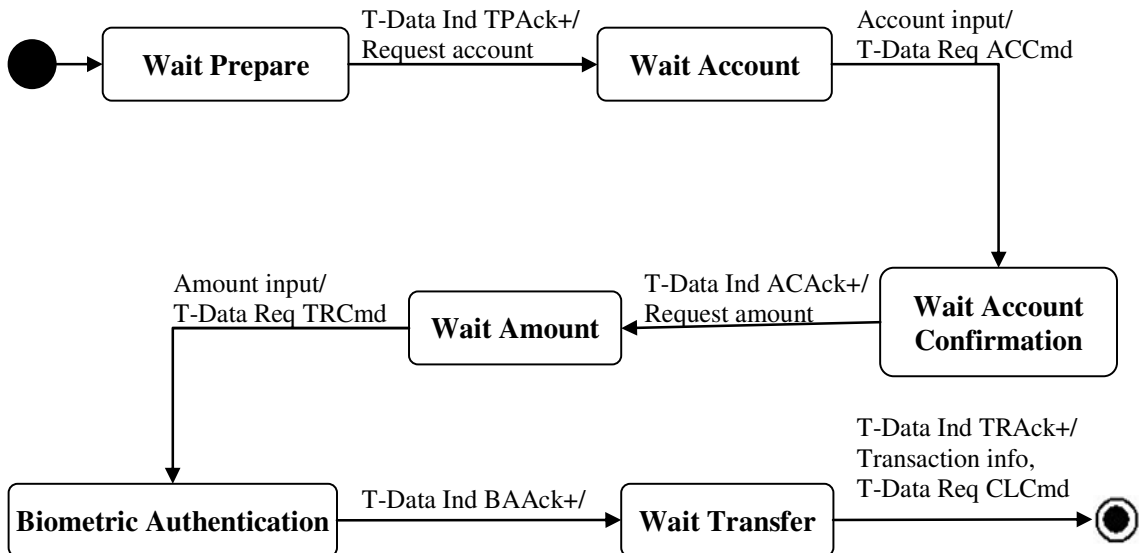 T-Data Ind TPAck+/
Request account
Account input/
T-Data Req ACCmd
Wait Prepare
Wait Account
Amount input/
T-Data Req TRCmd
T-Data Ind ACAck+/
Request amount
Wait Amount
Wait Account
Confirmation
T-Data Ind TRAck+/
Transaction info,
T-Data Req CLCmd
Biometric Authentication
T-Data Ind BAAck+/
Wait Transfer